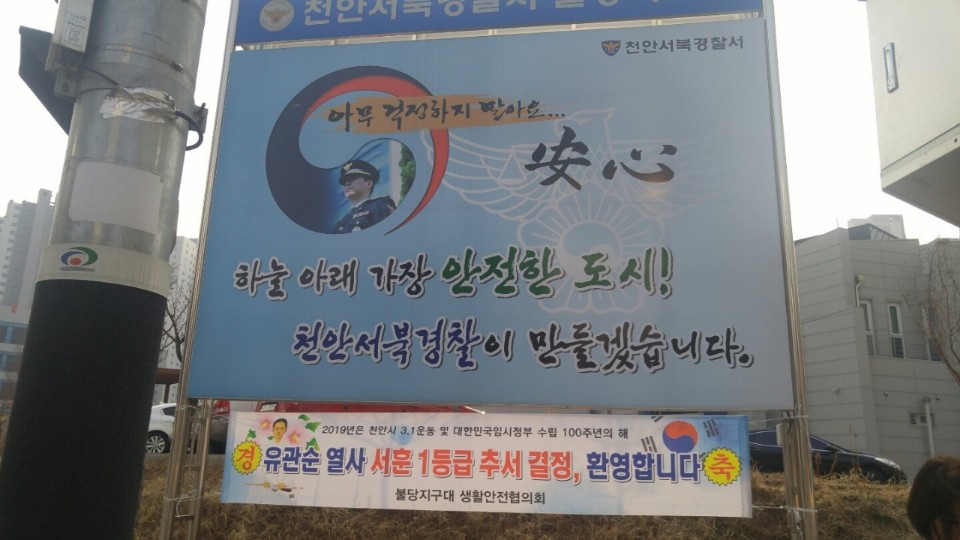 천안서북경찰서
천안서북경찰서
아무 걱정하지 말아요...
安心
하늘 아래 가장 안전한 도시!
천안서북경찰이 만들겠습니다.
2019년은 천안시 3.1운동 및 대한민국임시정부 수립 100주년의 해
경 유관순 열사 서훈 1등급 추서 결정, 환영합니다 축
불당지구대 생활안전협의회